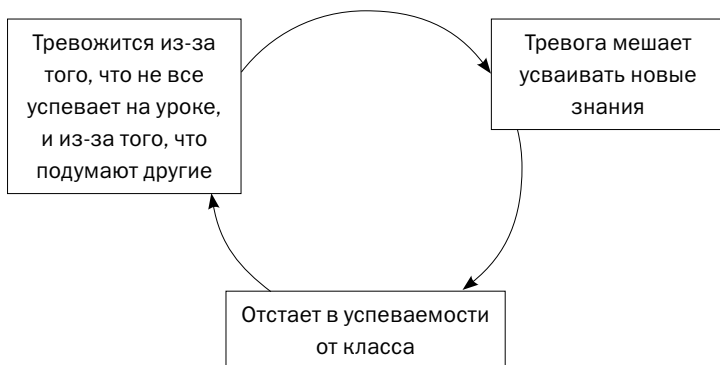 Тревожится из-за
того, что не все
успевает на уроке,
и из-за того, что
подумают другие
Тревога мешает
усваивать новые
знания
Отстает в успеваемости
от класса